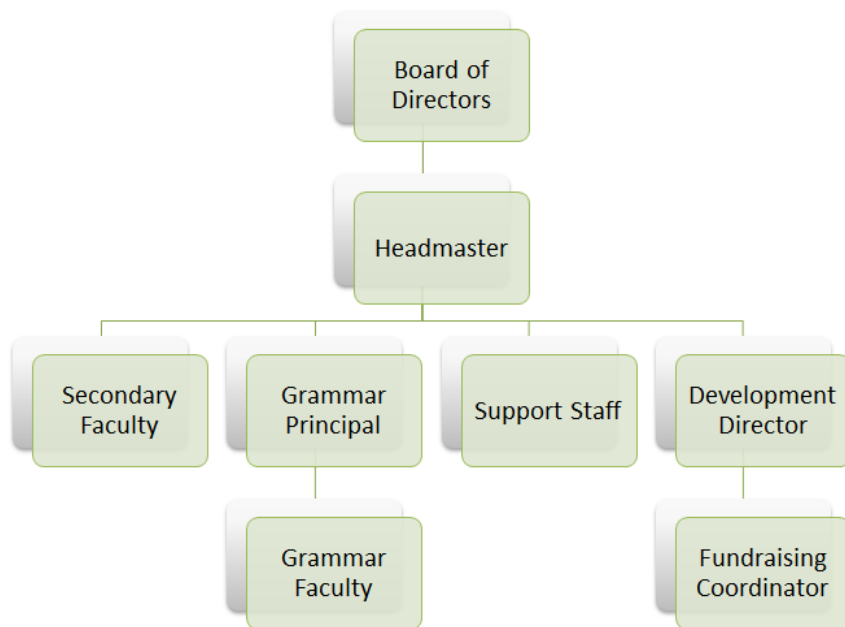 Board of
Directors
Headmaster
Secondary
Faculty
Grammar
Principal
Support Staff
Development
Director
Grammar
Faculty
Fundraising
Coordinator